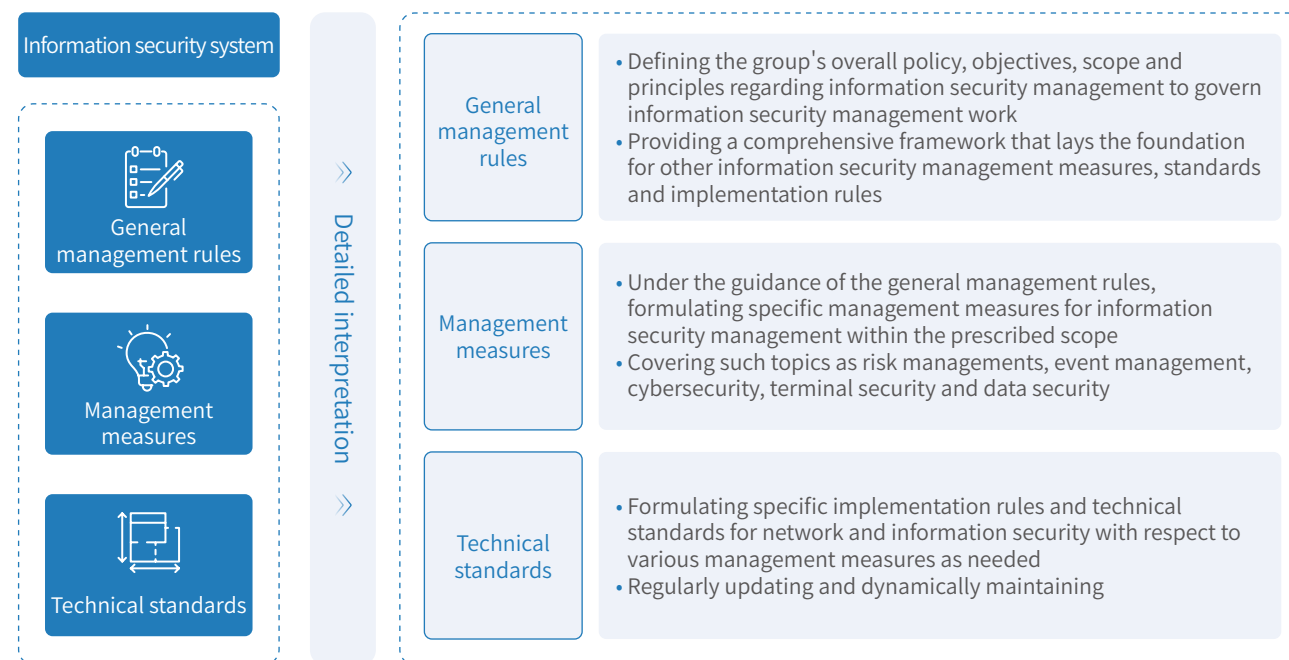 Information security system
General
management rules
Management
measures
Technical standards
Detailed interpretation
General
management
rules
• Defining the group's overall policy, objectives, scope and
principles regarding information security management to govern
information security management work
• Providing a comprehensive framework that lays the foundation
for other information security management measures, standards
and implementation rules
Management
measures
• Under the guidance of the general management rules,
formulating specific management measures for information
security management within the prescribed scope
• Covering such topics as risk managements, event management,
cybersecurity, terminal security and data security
Technical
standards
• Formulating specific implementation rules and technical
standards for network and information security with respect to
various management measures as needed
• Regularly updating and dynamically maintaining